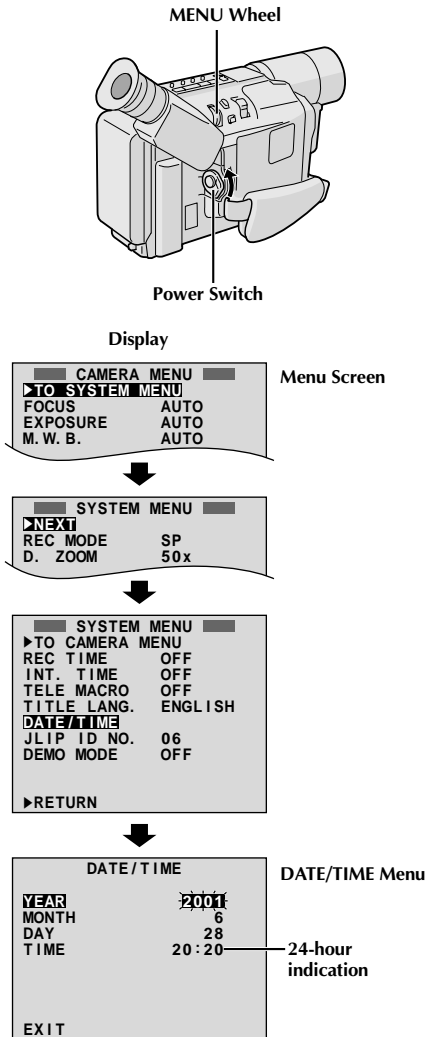 MENU Wheel
Power Switch
Display
CAMERA MENU
Menu Screen
▶TO SYSTEM MENU
FOCUS AUTO
EXPOSURE AUTO
M. W. B. AUTO
SYSTEM MENU
▶NEXT
REC MODE SP
D. ZOOM 50x
SYSTEM MENU
▶TO CAMERA MENU
REC TIME OFF
INT. TIME OFF
TELE MACRO OFF
TITLE LANG. ENGLISH
DATE/TIME
JLIP ID NO. 06
DEMO MODE OFF
▶RETURN
DATE/TIME
DATE/TIME Menu
YEAR 2001
MONTH 6
DAY 28
TIME 20:20
24-hour
indication
EXIT